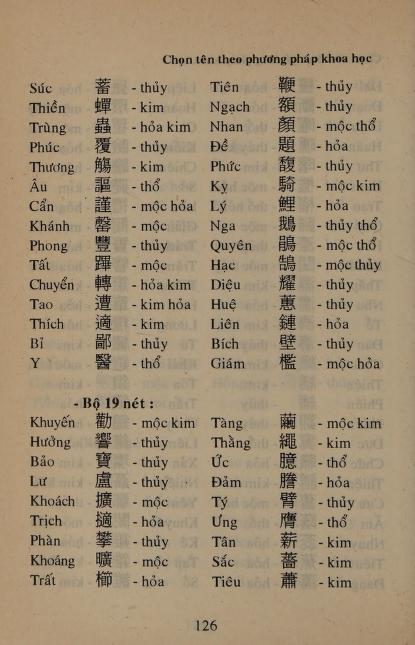 Chọn tên theo phương pháp khoa học
Súc 蓄 - thủy Tiên 鞭 - thủy
Thiền 蟬 - kim Ngạch 額 - thủy
Trùng 蟲 - hỏa kim Nhan 顏 - mộc thổ
Phúc 覆 - thủy Đề 題 - hỏa
Thương 觴 - kim Phức 馥 - thủy
Âu 謳 - thổ Kỵ 騎 - mộc kim
Cẩn 謹 - mộc hỏa Lý 鯉 - hỏa
Khánh 罄 - mộc Nga 鵝 - thủy thổ
Phong 豐 - thủy Quyên 鵑 - mộc thổ
Tất 蹕 - mộc Hạc 鵠 - mộc thủy
Chuyển 轉 - hỏa kim Diệu 耀 - thủy
Tao 遭 - kim hỏa Huệ 蕙 - thủy
Thích 適 - kim Liên 鏈 - hỏa
Bỉ 鄙 - thủy Bích 壁 - thủy
Y 醫 - thổ Giám 檻 - mộc hỏa
- Bộ 19 nét :
Khuyến 勸 - mộc kim Tàng 繭 - mộc kim
Hưởng 響 - thủy Thằng 繩 - kim
Bảo 寶 - thủy Ức 臆 - thổ
Lư 盧 - thủy Đảm 謄 - hỏa
Khoách 擴 - mộc Tý 臂 - thủy
Trịch 擿 - hỏa Ưng 膺 - thổ
Phàn 攀 - thủy Tân 薪 - kim
Khoáng 曠 - mộc Sắc 薔 - kim
Trất 櫛 - hỏa Tiêu 蕭 - kim
126